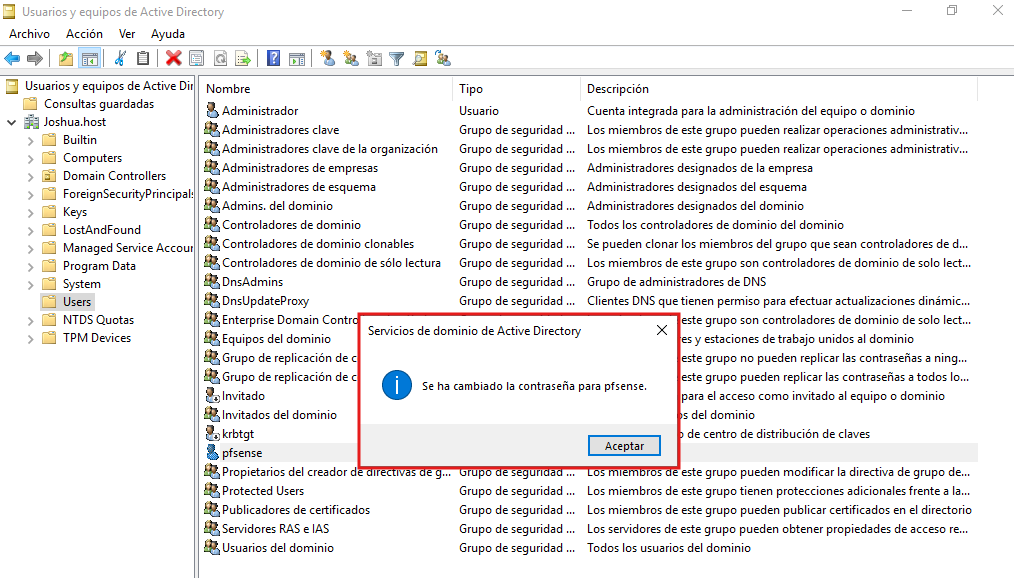 Usuarios y equipos de Active Directory
Archivo Acción Ver Ayuda
Usuarios y equipos de Active Dir
Consultas guardadas
Joshua.host
Builtin
Computers
Domain Controllers
ForeignSecurityPrincipals
Keys
LostAndFound
Managed Service Accour
Program Data
System
Users
NTDS Quotas
TPM Devices
Nombre Tipo Descripción
Administrador Usuario Cuenta integrada para la administración del equipo o dominio
Administradores clave Grupo de seguridad ... Los miembros de este grupo pueden realizar operaciones administrativ...
Administradores clave de la organización Grupo de seguridad ... Los miembros de este grupo pueden realizar operaciones administrativ...
Administradores de empresas Grupo de seguridad ... Administradores designados de la empresa
Administradores de esquema Grupo de seguridad ... Administradores designados del esquema
Admins. del dominio Grupo de seguridad ... Administradores designados del dominio
Controladores de dominio Grupo de seguridad ... Todos los controladores de dominio del dominio
Controladores de dominio clonables Grupo de seguridad ... Se pueden clonar los miembros del grupo que sean controladores de d...
Controladores de dominio de sólo lectura Grupo de seguridad ... Los miembros de este grupo son controladores de dominio de solo lect...
DnsAdmins Grupo de seguridad ... Grupo de administradores de DNS
DnsUpdateProxy Grupo de seguridad ... Clientes DNS que tienen permiso para efectuar actualizaciones dinámic...
Enterprise Domain Contro este grupo son controladores de dominio de solo lect...
Equipos del dominio es y estaciones de trabajo unidos al dominio
Grupo de replicación de c este grupo no pueden replicar las contraseñas a ning...
Grupo de replicación de c este grupo pueden replicar las contraseñas a todos lo...
Invitado para el acceso como invitado al equipo o dominio
Invitados del dominio os del dominio
krbtgt o de centro de distribución de claves
pfsense
Propietarios del creador de directivas de g... Grupo de seguridad ... Los miembros de este grupo pueden modificar la directiva de grupo de...
Protected Users Grupo de seguridad ... Los miembros de este grupo tienen protecciones adicionales frente a la...
Publicadores de certificados Grupo de seguridad ... Los miembros de este grupo pueden publicar certificados en el directorio
Servidores RAS e IAS Grupo de seguridad ... Los servidores de este grupo pueden obtener propiedades de acceso re...
Usuarios del dominio Grupo de seguridad ... Todos los usuarios del dominio
Servicios de dominio de Active Directory
Se ha cambiado la contraseña para pfsense.
Aceptar